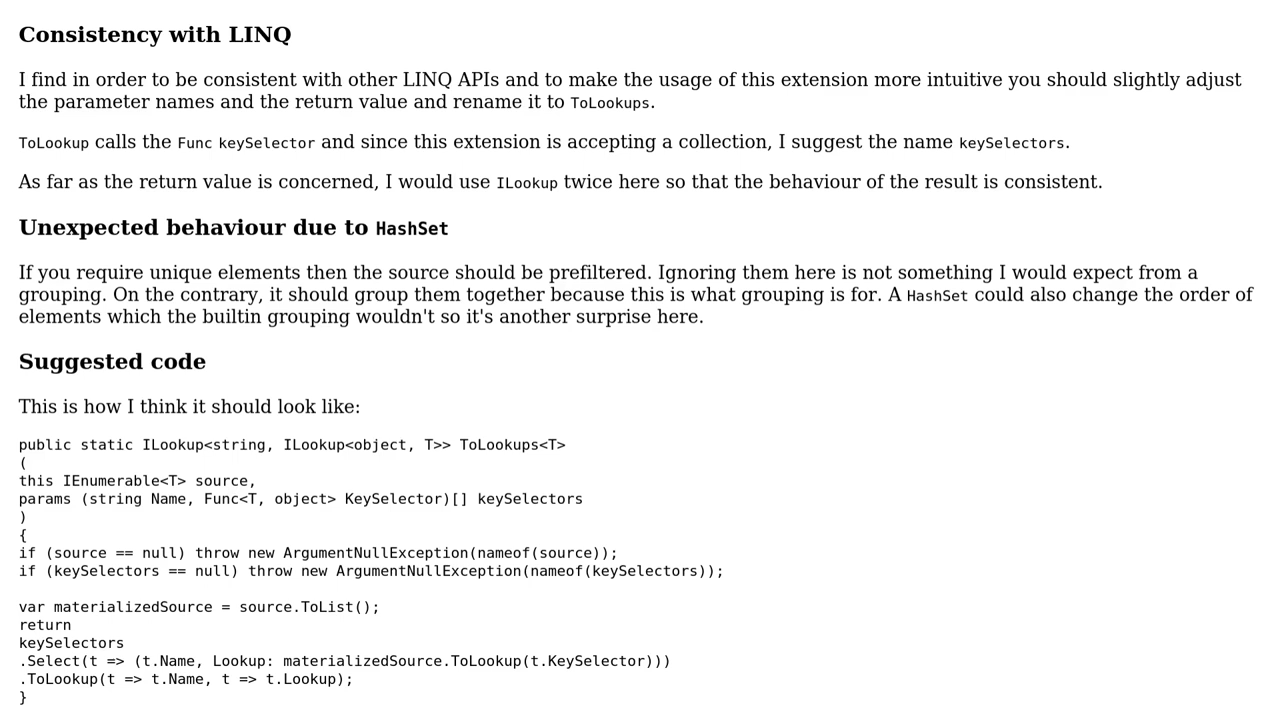 Consistency with LINQ
I find in order to be consistent with other LINQ APIs and to make the usage of this extension more intuitive you should slightly adjust
the parameter names and the return value and rename it to ToLookups.
ToLookup calls the Func keySelector and since this extension is accepting a collection, I suggest the name keySelectors.
As far as the return value is concerned, I would use ILookup twice here so that the behaviour of the result is consistent.
Unexpected behaviour due to HashSet
If you require unique elements then the source should be prefiltered. Ignoring them here is not something I would expect from a
grouping. On the contrary, it should group them together because this is what grouping is for. A HashSet could also change the order of
elements which the builtin grouping wouldn't so it's another surprise here.
Suggested code
This is how I think it should look like:
public static ILookup<string, ILookup<object, T>> ToLookups<T>
(
this IEnumerable<T> source,
params (string Name, Func<T, object> KeySelector)[] keySelectors
)
{
if (source == null) throw new ArgumentNullException(nameof(source));
if (keySelectors == null) throw new ArgumentNullException(nameof(keySelectors));
var materializedSource = source.ToList();
return
keySelectors
.Select(t => (t.Name, Lookup: materializedSource.ToLookup(t.KeySelector)))
.ToLookup(t => t.Name, t => t.Lookup);
}